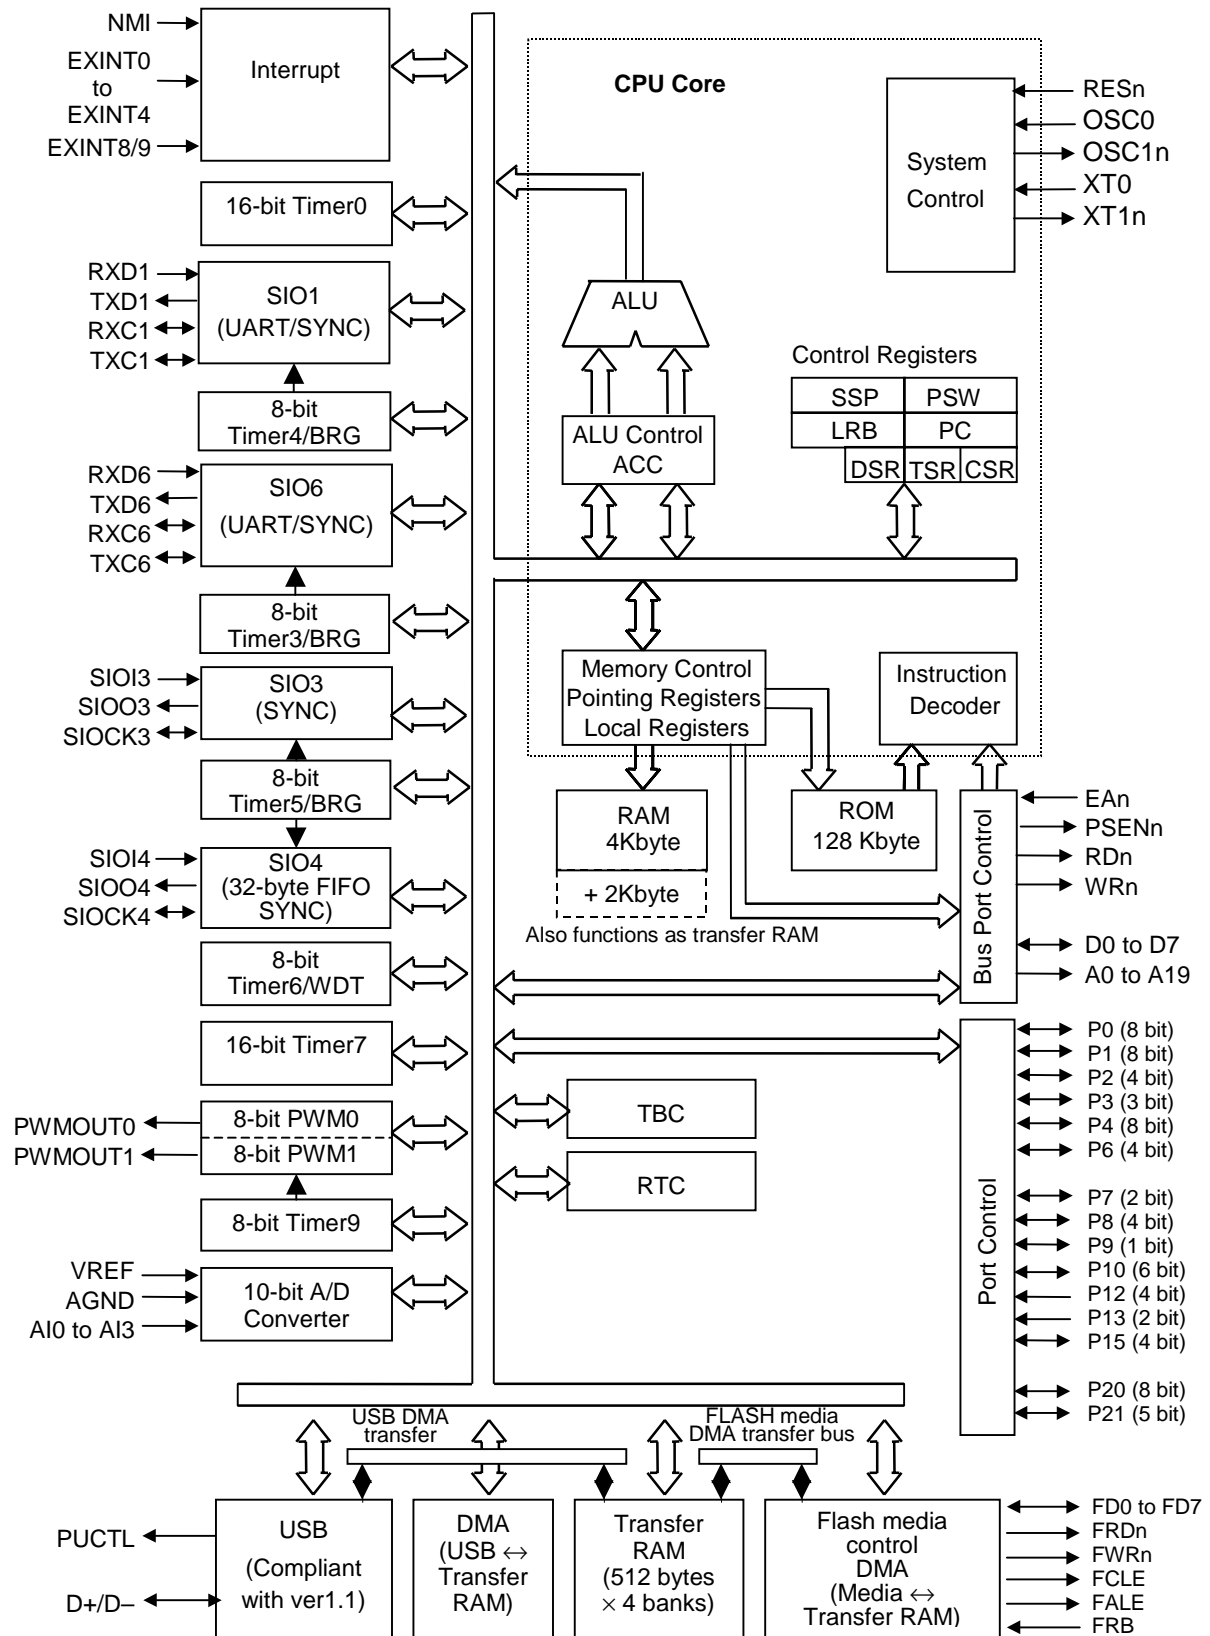 NMI
EXINT0
to
EXINT4
EXINT8/9
Interrupt
16-bit Timer0
RXD1
TXD1
RXC1
TXC1
SIO1
(UART/SYNC)
8-bit
Timer4/BRG
RXD6
TXD6
RXC6
TXC6
SIO6
(UART/SYNC)
8-bit
Timer3/BRG
SIOI3
SIOO3
SIOCK3
SIO3
(SYNC)
8-bit
Timer5/BRG
SIOI4
SIOO4
SIOCK4
SIO4
(32-byte FIFO
SYNC)
8-bit
Timer6/WDT
16-bit Timer7
PWMOUT0
PWMOUT1
8-bit PWM0
8-bit PWM1
8-bit Timer9
VREF
AGND
AI0 to AI3
10-bit A/D
Converter
CPU Core
System
Control
RESn
OSC0
OSC1n
XT0
XT1n
ALU
ALU Control
ACC
Control Registers
SSP PSW
LRB PC
DSR TSR CSR
Memory Control
Pointing Registers
Local Registers
Instruction
Decoder
RAM
4Kbyte
+ 2Kbyte
Also functions as transfer RAM
ROM
128 Kbyte
Bus Port Control
EAn
PSENn
RDn
WRn
D0 to D7
A0 to A19
TBC
RTC
Port Control
P0 (8 bit)
P1 (8 bit)
P2 (4 bit)
P3 (3 bit)
P4 (8 bit)
P6 (4 bit)
P7 (2 bit)
P8 (4 bit)
P9 (1 bit)
P10 (6 bit)
P12 (4 bit)
P13 (2 bit)
P15 (4 bit)
P20 (8 bit)
P21 (5 bit)
USB DMA
transfer
FLASH media
DMA transfer bus
PUCTL
D+/D–
USB
(Compliant
with ver1.1)
DMA
(USB ↔
Transfer
RAM)
Transfer
RAM
(512 bytes
× 4 banks)
Flash media
control
DMA
(Media ↔
Transfer RAM)
FD0 to FD7
FRDn
FWRn
FCLE
FALE
FRB